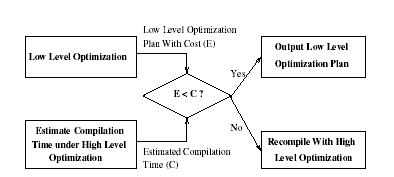 Low Level Optimization
Plan With Cost (E)
Low Level Optimization
Output Low Level
Optimization Plan
Yes
E < C ?
No
Estimate Compilation
Time under High Level
Optimization
Estimated Compilation
Time (C)
Recompile With High
Level Optimization